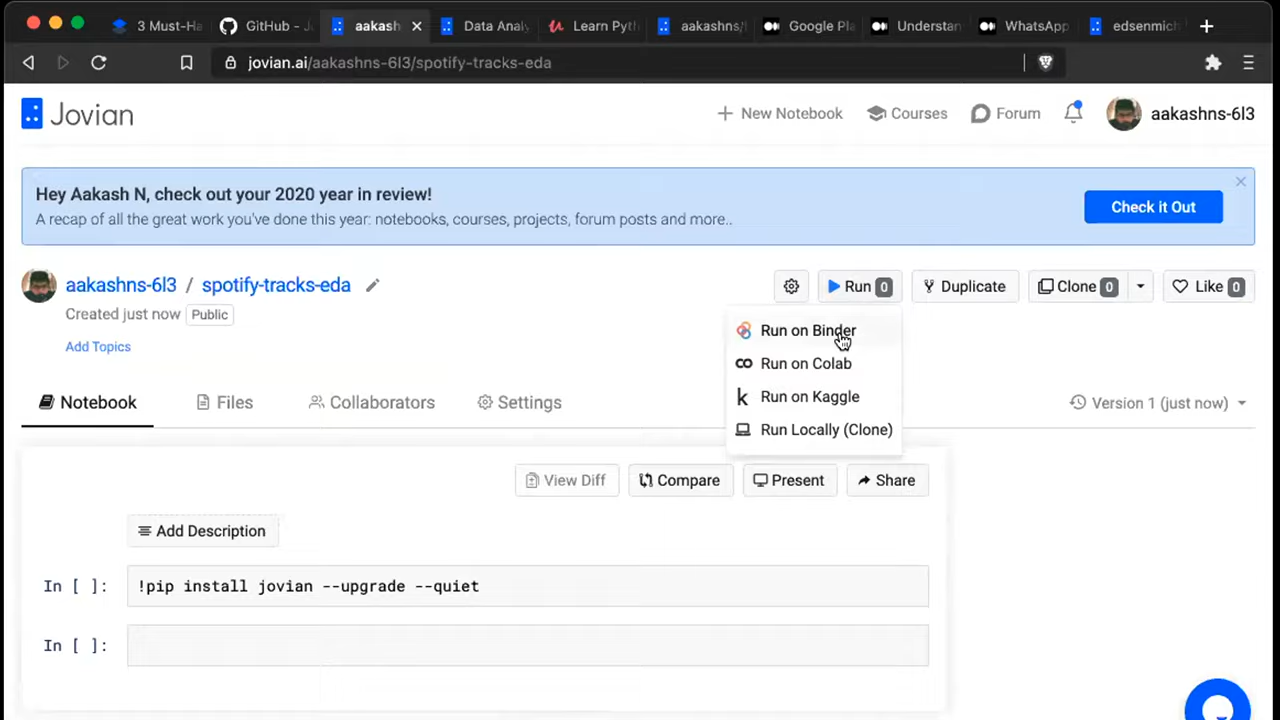 3 Must-Ha
GitHub - J
aakash
Data Analy
Learn Pyth
aakashns/
Google Pla
Understan
WhatsApp
edsenmich
jovian.ai/aakashns-6l3/spotify-tracks-eda
Jovian
New Notebook
Courses
Forum
aakashns-6l3
Hey Aakash N, check out your 2020 year in review!
A recap of all the great work you've done this year: notebooks, courses, projects, forum posts and more..
Check it Out
aakashns-6l3 / spotify-tracks-eda
Run 0
Duplicate
Clone 0
Like 0
Created just now Public
Add Topics
Run on Binder
Run on Colab
Run on Kaggle
Run Locally (Clone)
Notebook
Files
Collaborators
Settings
Version 1 (just now)
View Diff
Compare
Present
Share
Add Description
In [ ]: !pip install jovian --upgrade --quiet
In [ ]: